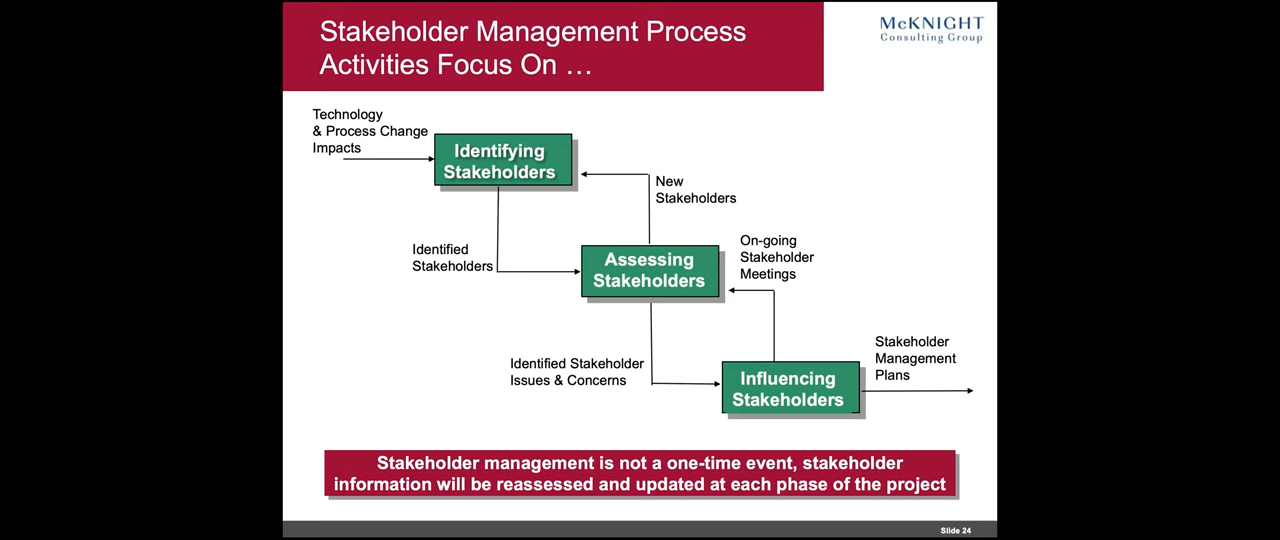 Stakeholder Management Process
Activities Focus On …
McKNIGHT
Consulting Group
Technology
& Process Change
Impacts
Identifying
Stakeholders
New
Stakeholders
Identified
Stakeholders
Assessing
Stakeholders
On-going
Stakeholder
Meetings
Identified Stakeholder
Issues & Concerns
Influencing
Stakeholders
Stakeholder
Management
Plans
Stakeholder management is not a one-time event, stakeholder
information will be reassessed and updated at each phase of the project
Slide 24